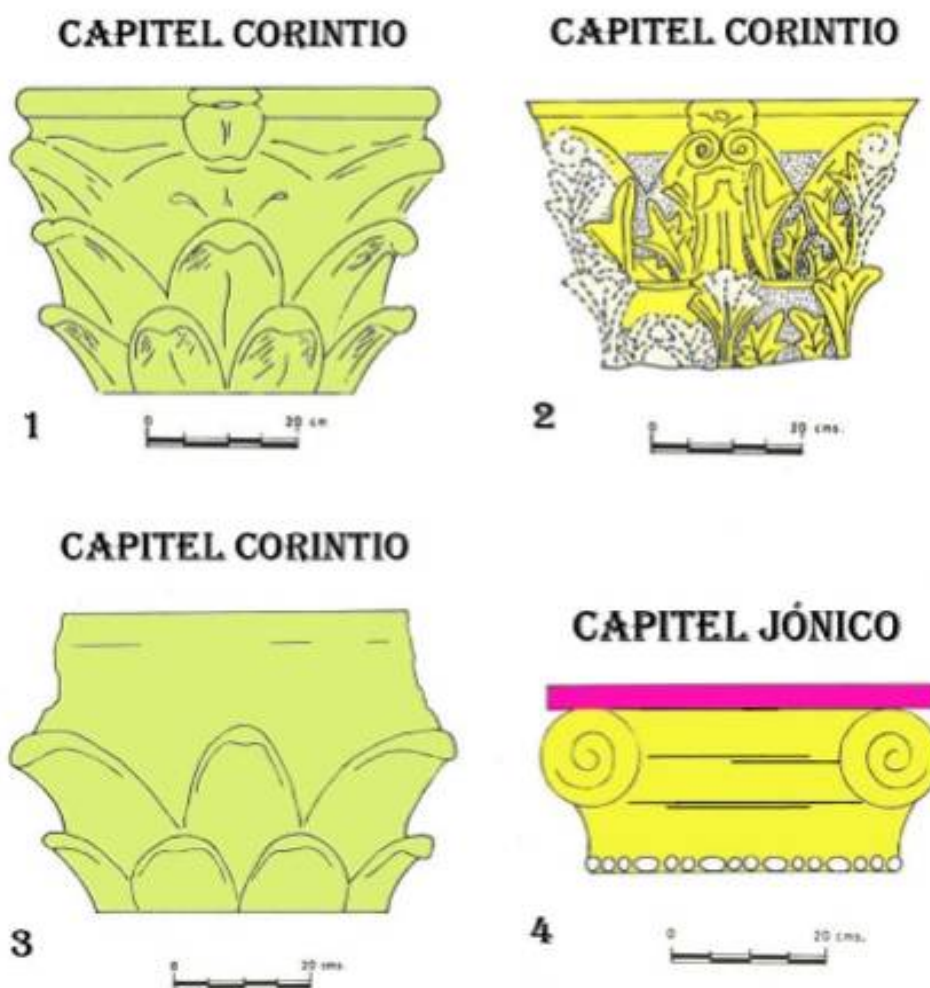 CAPITEL CORINTIO
CAPITEL CORINTIO
1
0 20 cm
2
0 20 cms.
CAPITEL CORINTIO
CAPITEL JÓNICO
3
0 20 cms
4
0 20 cms.